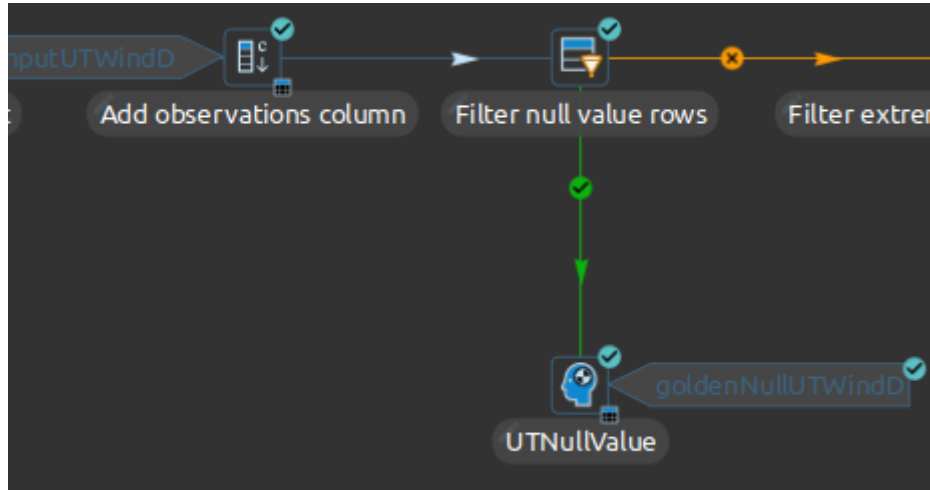 nputUTWindD
Add observations column
Filter null value rows
Filter extrer
goldenNullUTWindD
UTNullValue